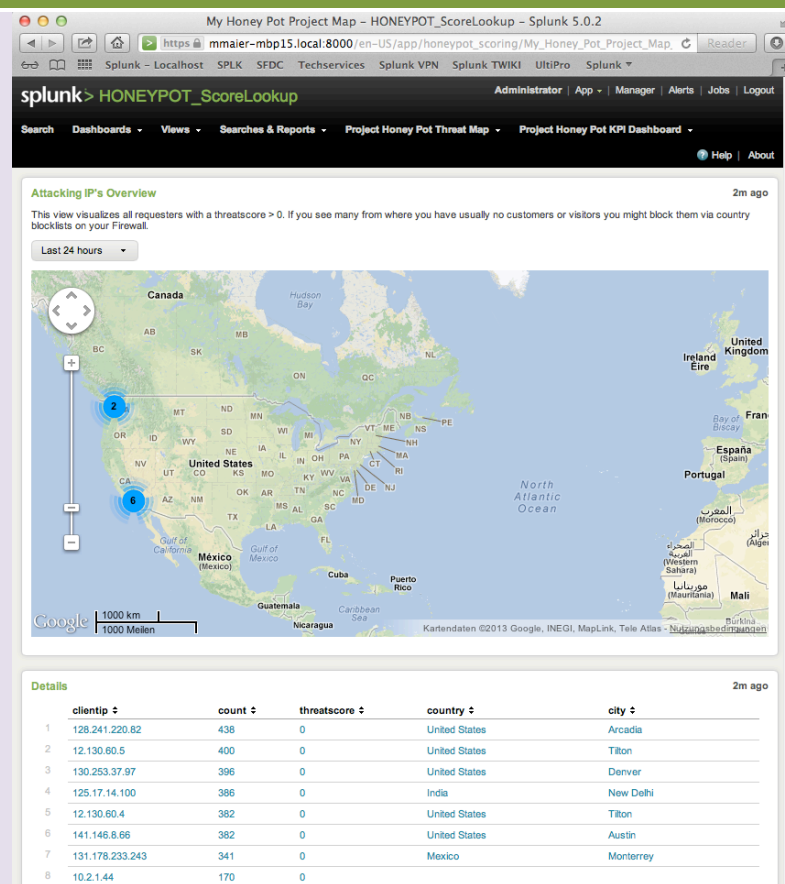 My Honey Pot Project Map – HONEYPOT_ScoreLookup – Splunk 5.0.2
https mmaier-mbp15.local:8000/en-US/app/honeypot_scoring/My_Honey_Pot_Project_Map_ Reader
Splunk – Localhost SPLK SFDC Techservices Splunk VPN Splunk TWIKI UltiPro Splunk
splunk> HONEYPOT_ScoreLookup
Administrator | App | Manager | Alerts | Jobs | Logout
Search Dashboards Views Searches & Reports Project Honey Pot Threat Map Project Honey Pot KPI Dashboard
Help | About
Attacking IP's Overview 2m ago
This view visualizes all requesters with a threatscore > 0. If you see many from where you have usually no customers or visitors you might block them via country
blocklists on your Firewall.
Last 24 hours
Canada
Hudson
Bay
AB
MB
BC
SK
NL
ON
QC
United
Kingdom
Ireland
Éire
2
MT
ND
MN
NB
PE
VT ME NS
OR
ID
WY
SD
WI
MI
NY
NH
Bay of
Biscay
Fran
NV
UT
United States
NE
IA
IL
IN
OH
PA
CT
MA
RI
España
(Spain)
CO
KS
MO
KY
WV
VA
DE
NJ
Portugal
CA
6
AZ
NM
OK
AR
TN
NC
MD
North
Atlantic
Ocean
TX
MS
AL
SC
GA
LA
المغرب
(Morocco)
Gulf of
California
FL
México
(Mexico)
Gulf of
Mexico
الصحراء
الغربية
(Western
Sahara)
Cuba
Puerto
Rico
موريتانيا
(Mauritania)
Mali
Guatemala
Caribbean
Sea
Nicaragua
Burkina
Google
1000 km
1000 Meilen
Kartendaten ©2013 Google, INEGI, MapLink, Tele Atlas - Nutzungsbedingungen
Details 2m ago
clientip count threatscore country city
1 128.241.220.82 438 0 United States Arcadia
2 12.130.60.5 400 0 United States Tilton
3 130.253.37.97 396 0 United States Denver
4 125.17.14.100 386 0 India New Delhi
5 12.130.60.4 382 0 United States Tilton
6 141.146.8.66 382 0 United States Austin
7 131.178.233.243 341 0 Mexico Monterrey
8 10.2.1.44 170 0